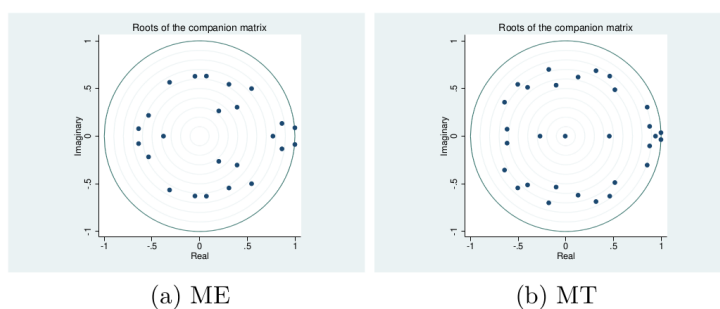 Roots of the companion matrix
1
.5
0
-.5
-1
Imaginary
-1 -.5 0 .5 1
Real
(a) ME
Roots of the companion matrix
1
.5
0
-.5
-1
Imaginary
-1 -.5 0 .5 1
Real
(b) MT